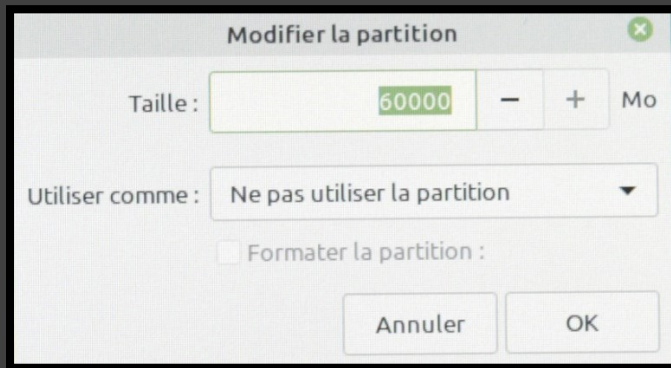 Modifier la partition
Taille : 60000 − + Mo
Utiliser comme : Ne pas utiliser la partition
Formater la partition :
Annuler OK